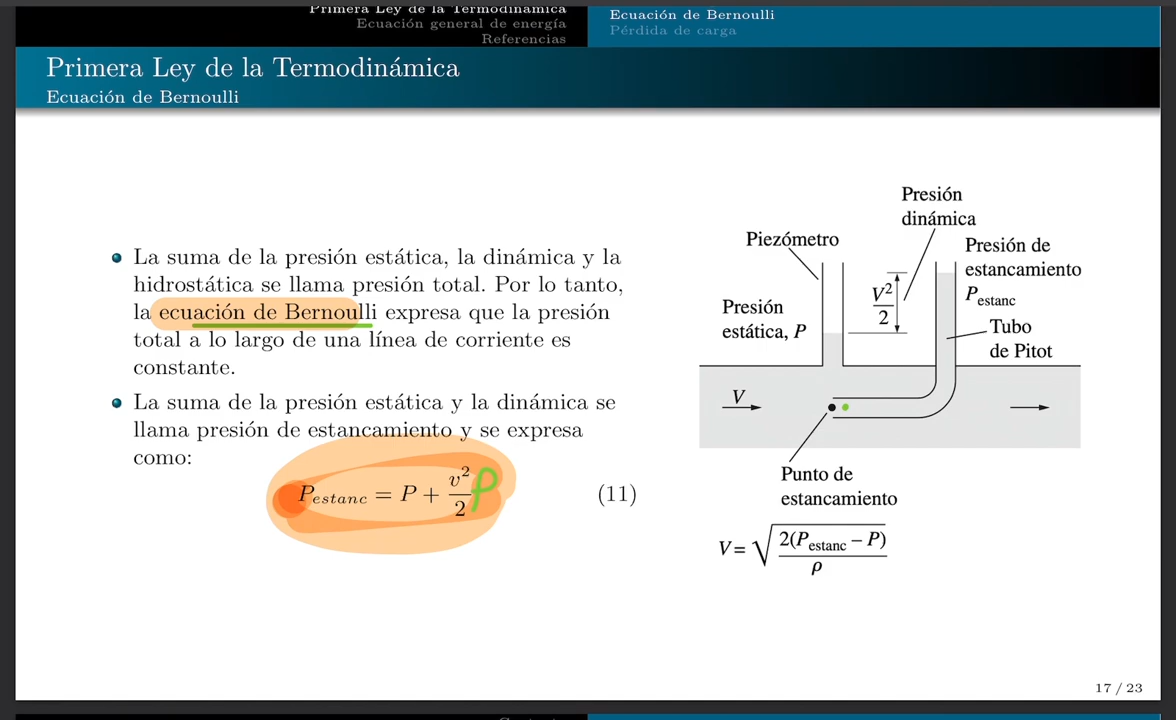 Primera Ley de la Termodinámica
Ecuación general de energía
Referencias
Ecuación de Bernoulli
Pérdida de carga
Primera Ley de la Termodinámica
Ecuación de Bernoulli
La suma de la presión estática, la dinámica y la
hidrostática se llama presión total. Por lo tanto,
la ecuación de Bernoulli expresa que la presión
total a lo largo de una línea de corriente es
constante.
La suma de la presión estática y la dinámica se
llama presión de estancamiento y se expresa
como:
P_estanc = P + v²/2 ρ (11)
Presión
dinámica
Piezómetro
Presión de
estancamiento
P_estanc
V²/2
Presión
estática, P
Tubo
de Pitot
V
Punto de
estancamiento
V = √(2(P_estanc − P)/ρ)
17 / 23